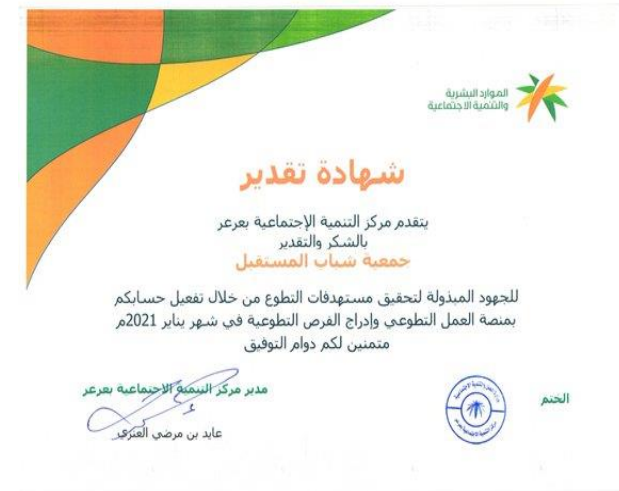 الموارد البشرية
والتنمية الاجتماعية
شهادة تقدير
يتقدم مركز التنمية الإجتماعية بعرعر
بالشكر والتقدير
جمعية شباب المستقبل
للجهود المبذولة لتحقيق مستهدفات التطوع من خلال تفعيل حسابكم
بمنصة العمل التطوعي وإدراج الفرص التطوعية في شهر يناير 2021م
متمنين لكم دوام التوفيق
مدير مركز التنمية الاجتماعية بعرعر
الختم
عايد بن مرضي العنزي